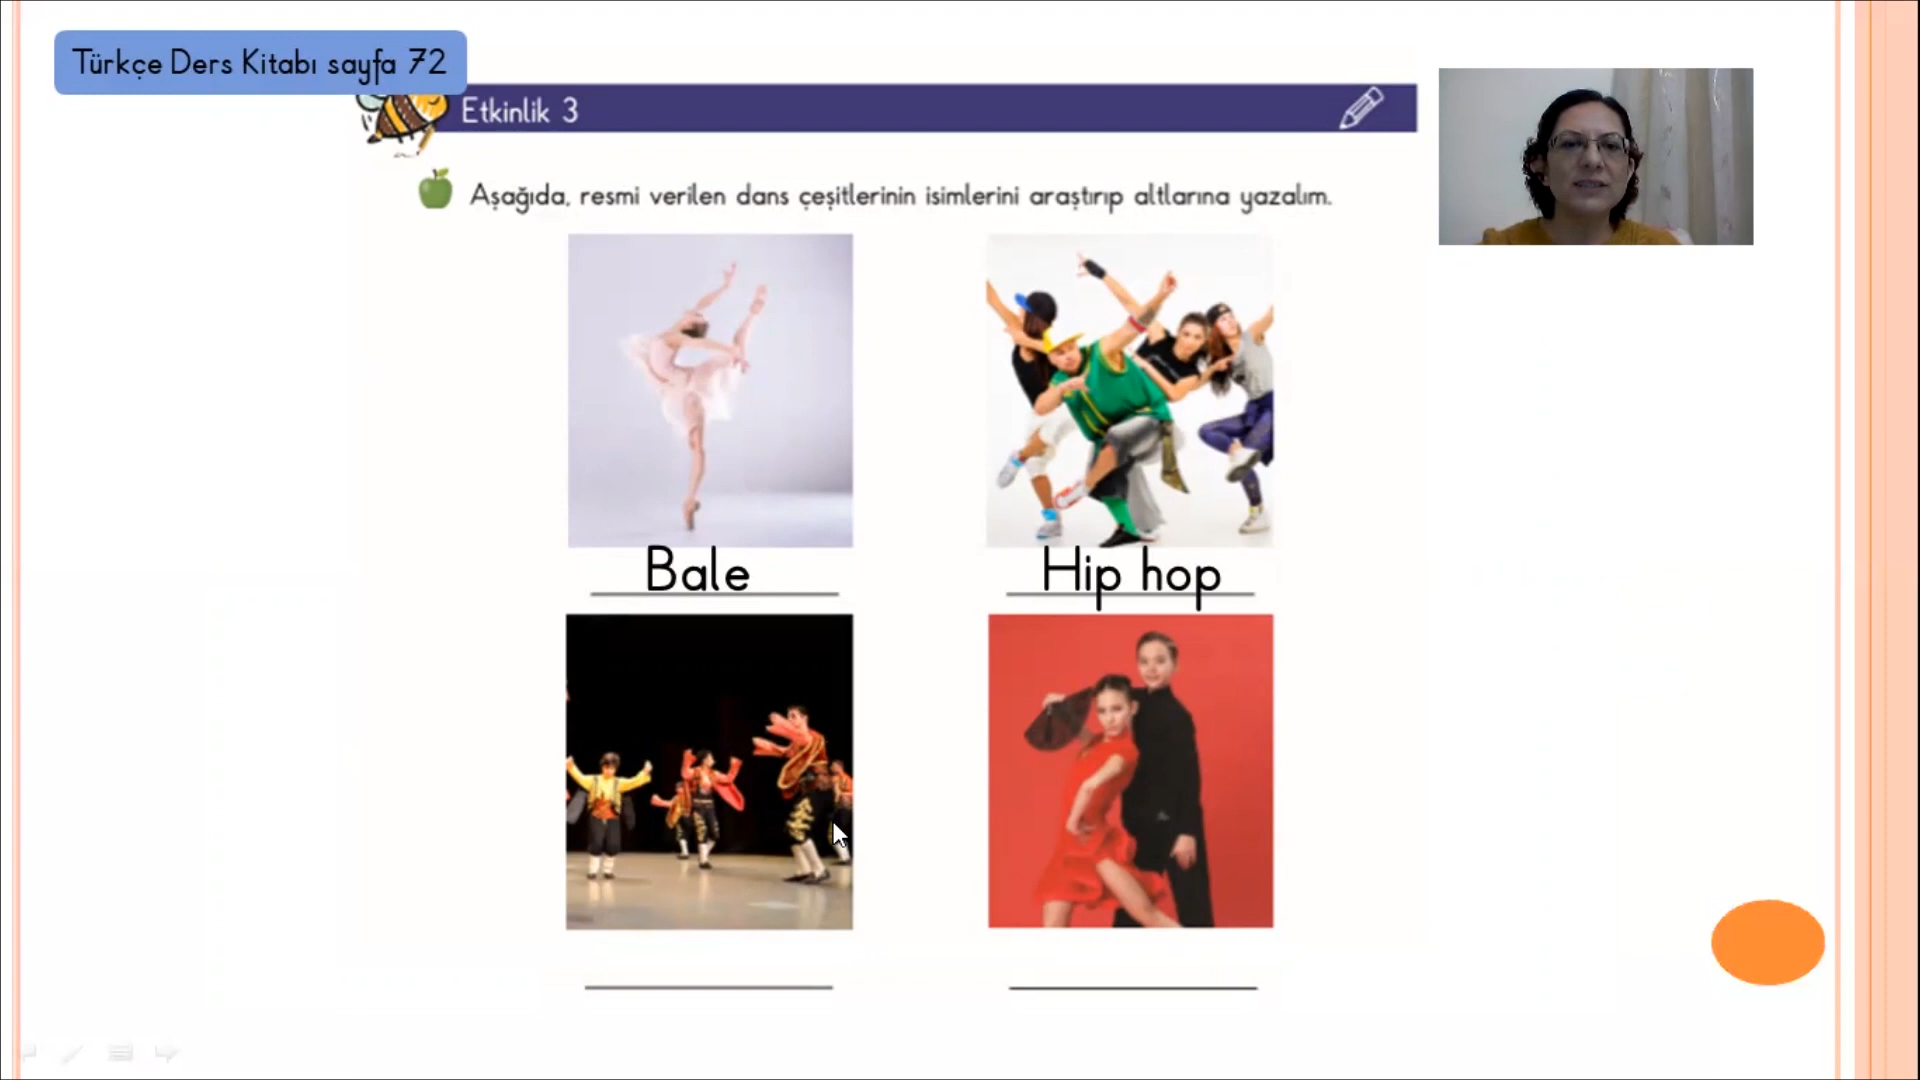 Türkçe Ders Kitabı sayfa 72
Etkinlik 3
Aşağıda, resmi verilen dans çeşitlerinin isimlerini araştırıp altlarına yazalım.
Bale
Hip hop